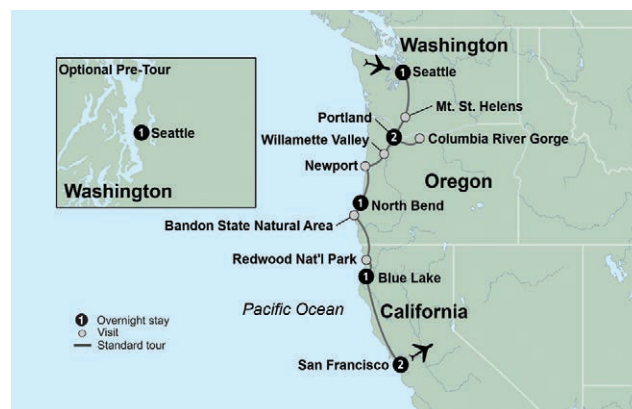 Optional Pre-Tour
1 Seattle
Washington
Washington
1 Seattle
Mt. St. Helens
Portland
2
Columbia River Gorge
Willamette Valley
Newport
Oregon
1 North Bend
Bandon State Natural Area
Redwood Nat'l Park
1 Blue Lake
Pacific Ocean
California
1 Overnight stay
Visit
Standard tour
San Francisco 2